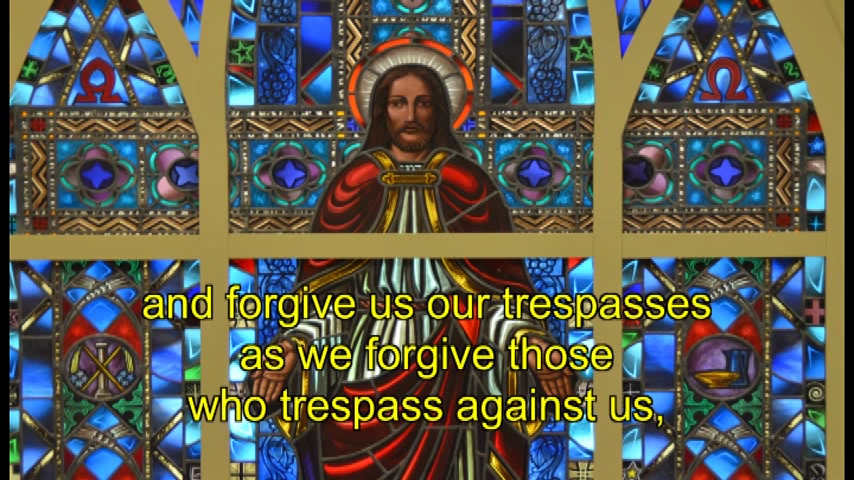 and forgive us our trespasses
as we forgive those
who trespass against us,